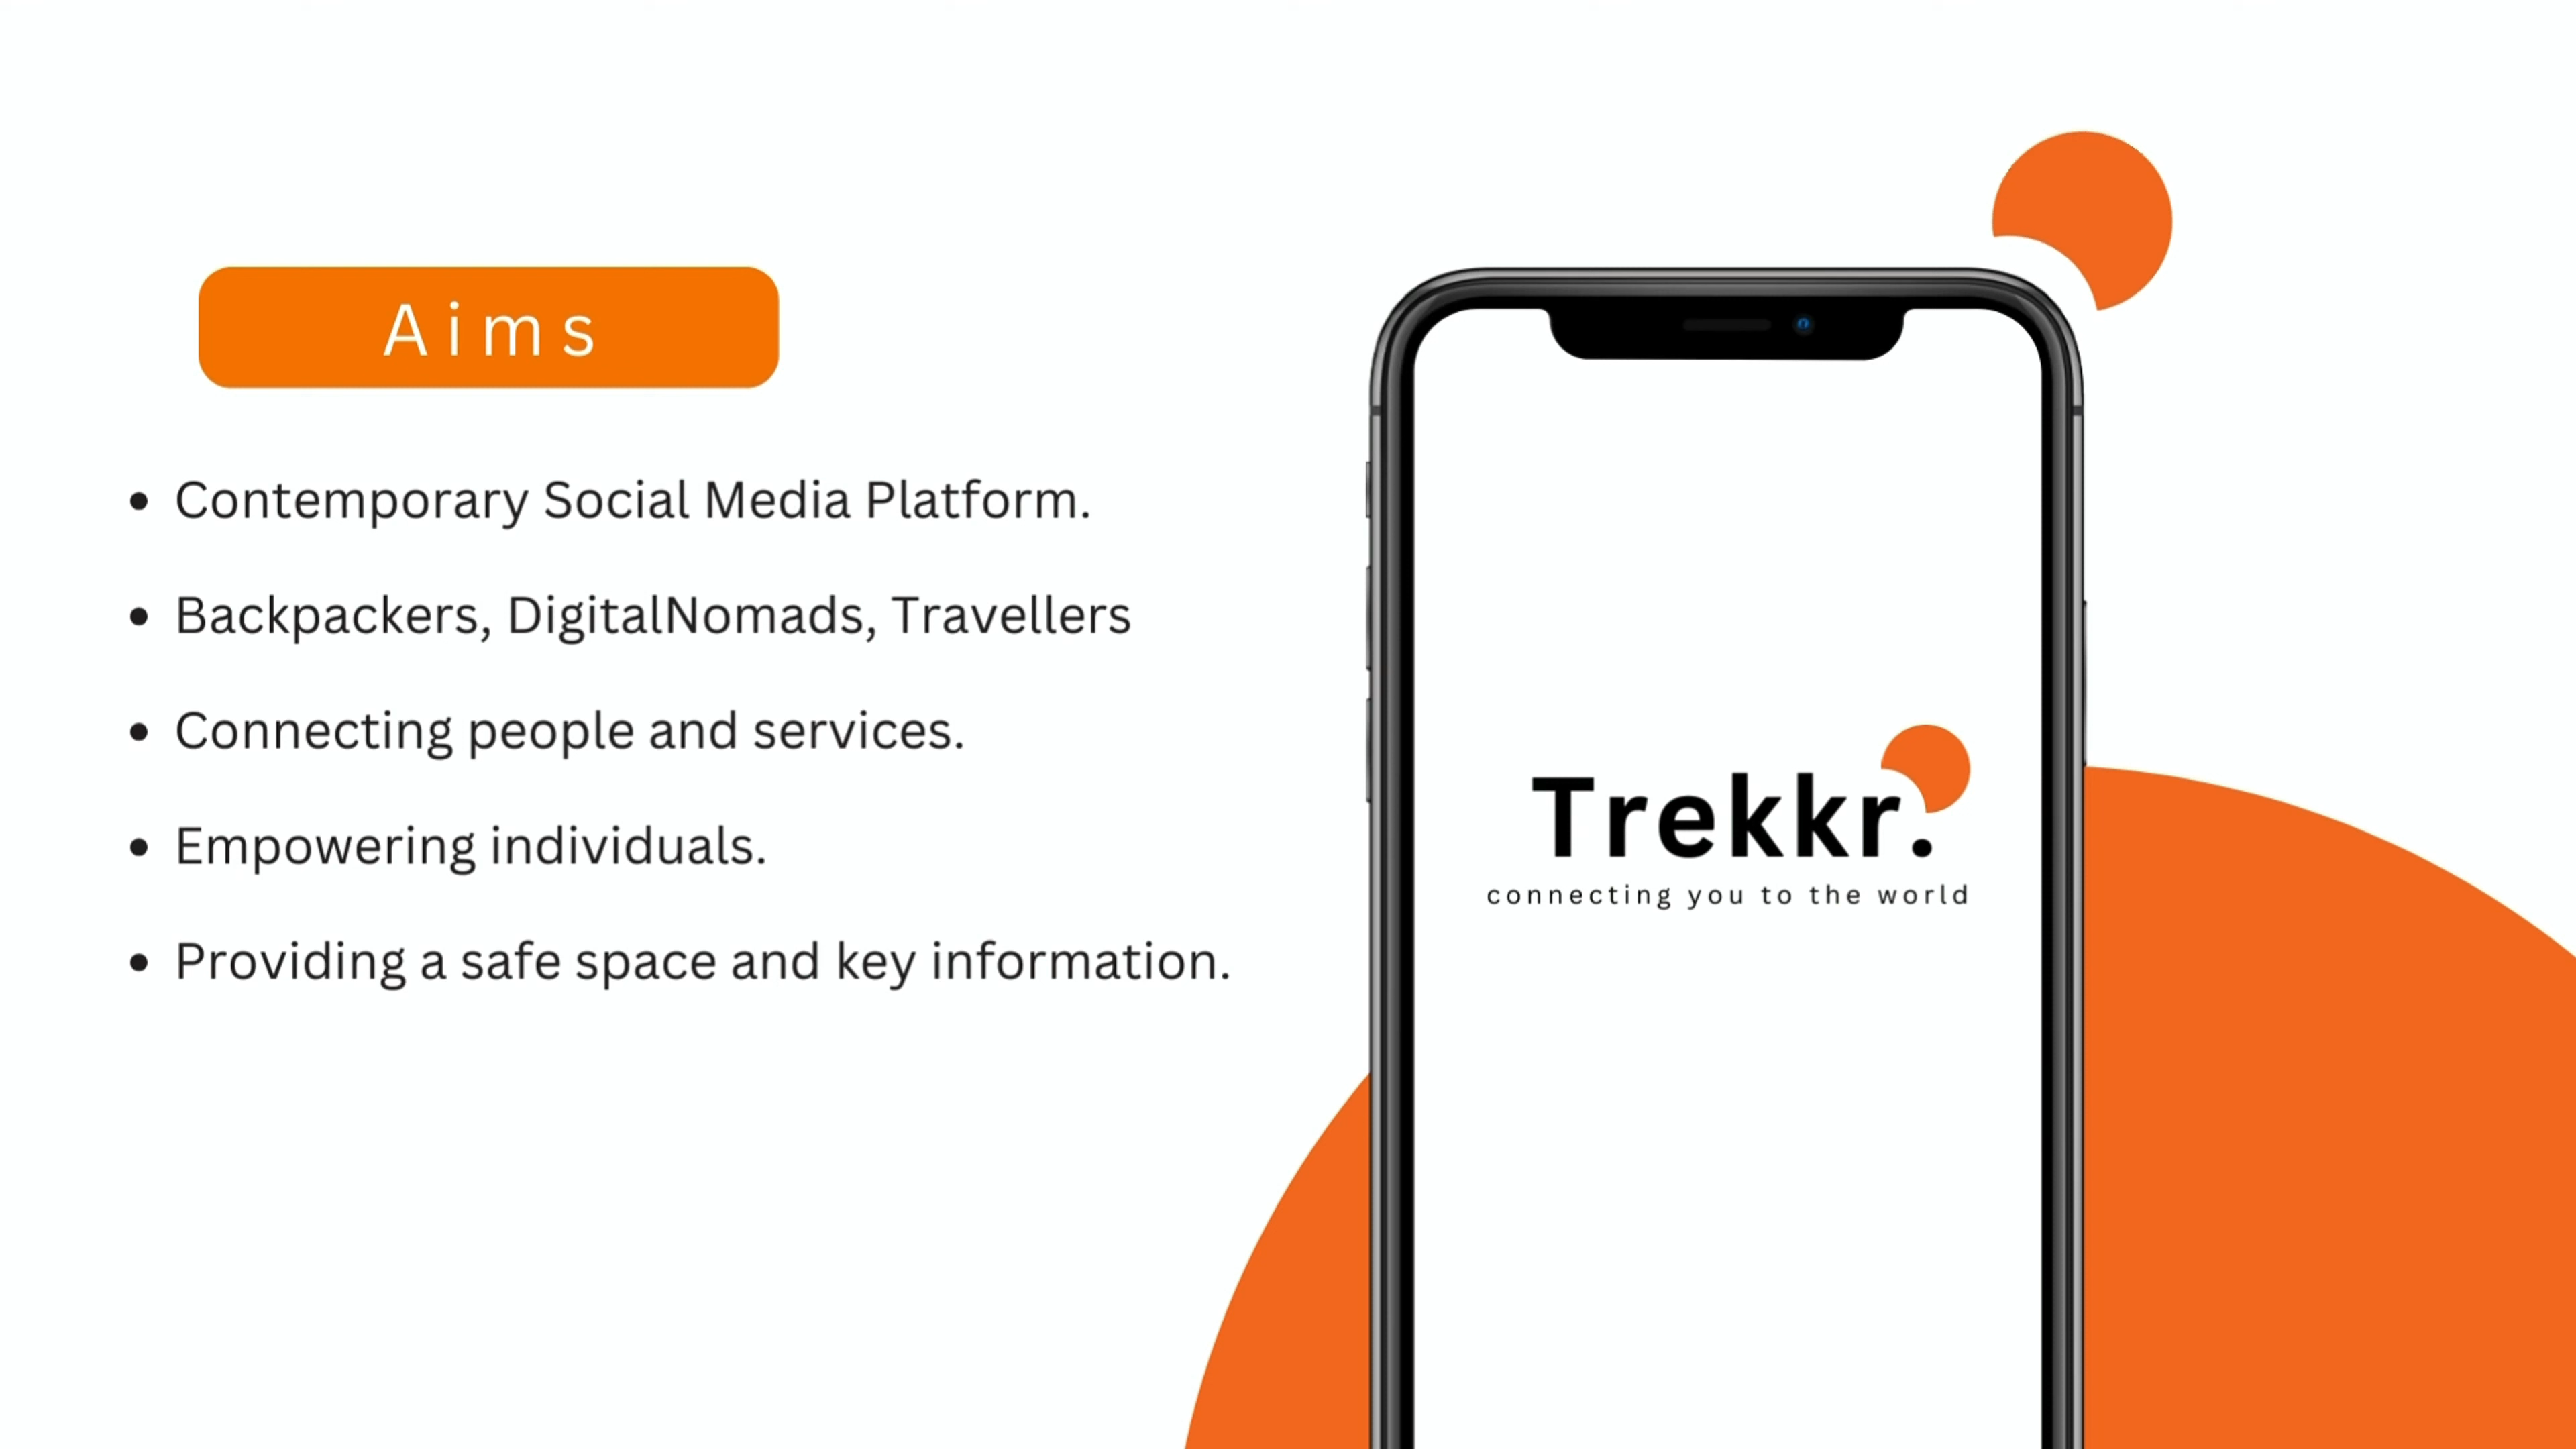 Aims
Contemporary Social Media Platform.
Backpackers, DigitalNomads, Travellers
Connecting people and services.
Empowering individuals.
Providing a safe space and key information.
Trekkr.
connecting you to the world